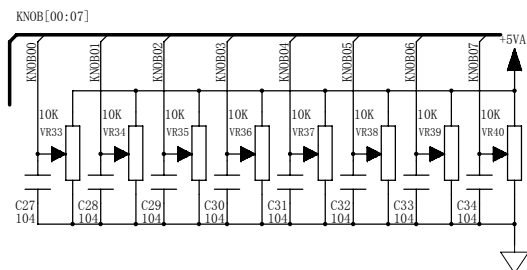 KNOB[00:07]
+5VA
KNOB00 KNOB01 KNOB02 KNOB03 KNOB04 KNOB05 KNOB06 KNOB07
10K 10K 10K 10K 10K 10K 10K 10K
VR33 VR34 VR35 VR36 VR37 VR38 VR39 VR40
C27 C28 C29 C30 C31 C32 C33 C34
104 104 104 104 104 104 104 104